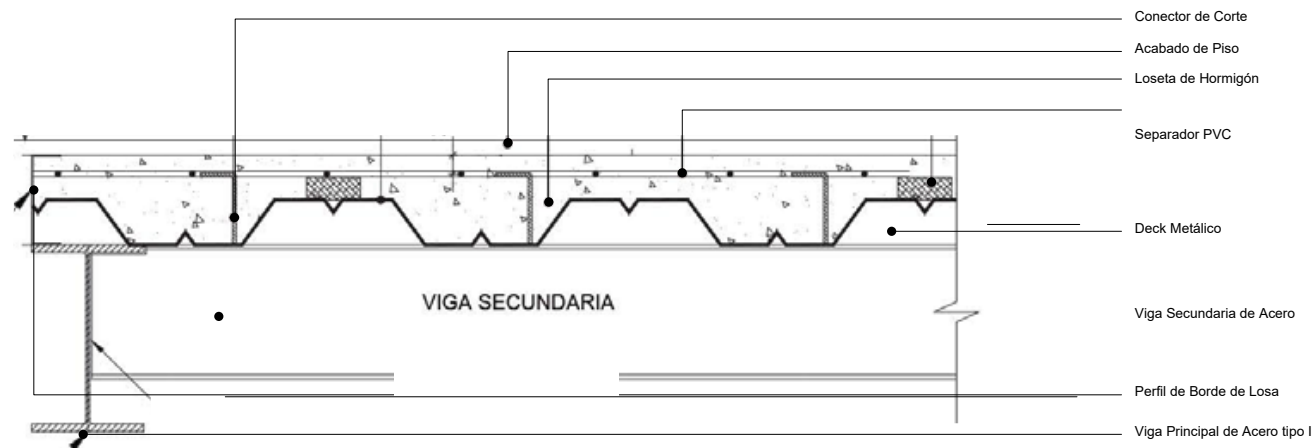 Conector de Corte
Acabado de Piso
Loseta de Hormigón
Separador PVC
Deck Metálico
VIGA SECUNDARIA
Viga Secundaria de Acero
Perfil de Borde de Losa
Viga Principal de Acero tipo I